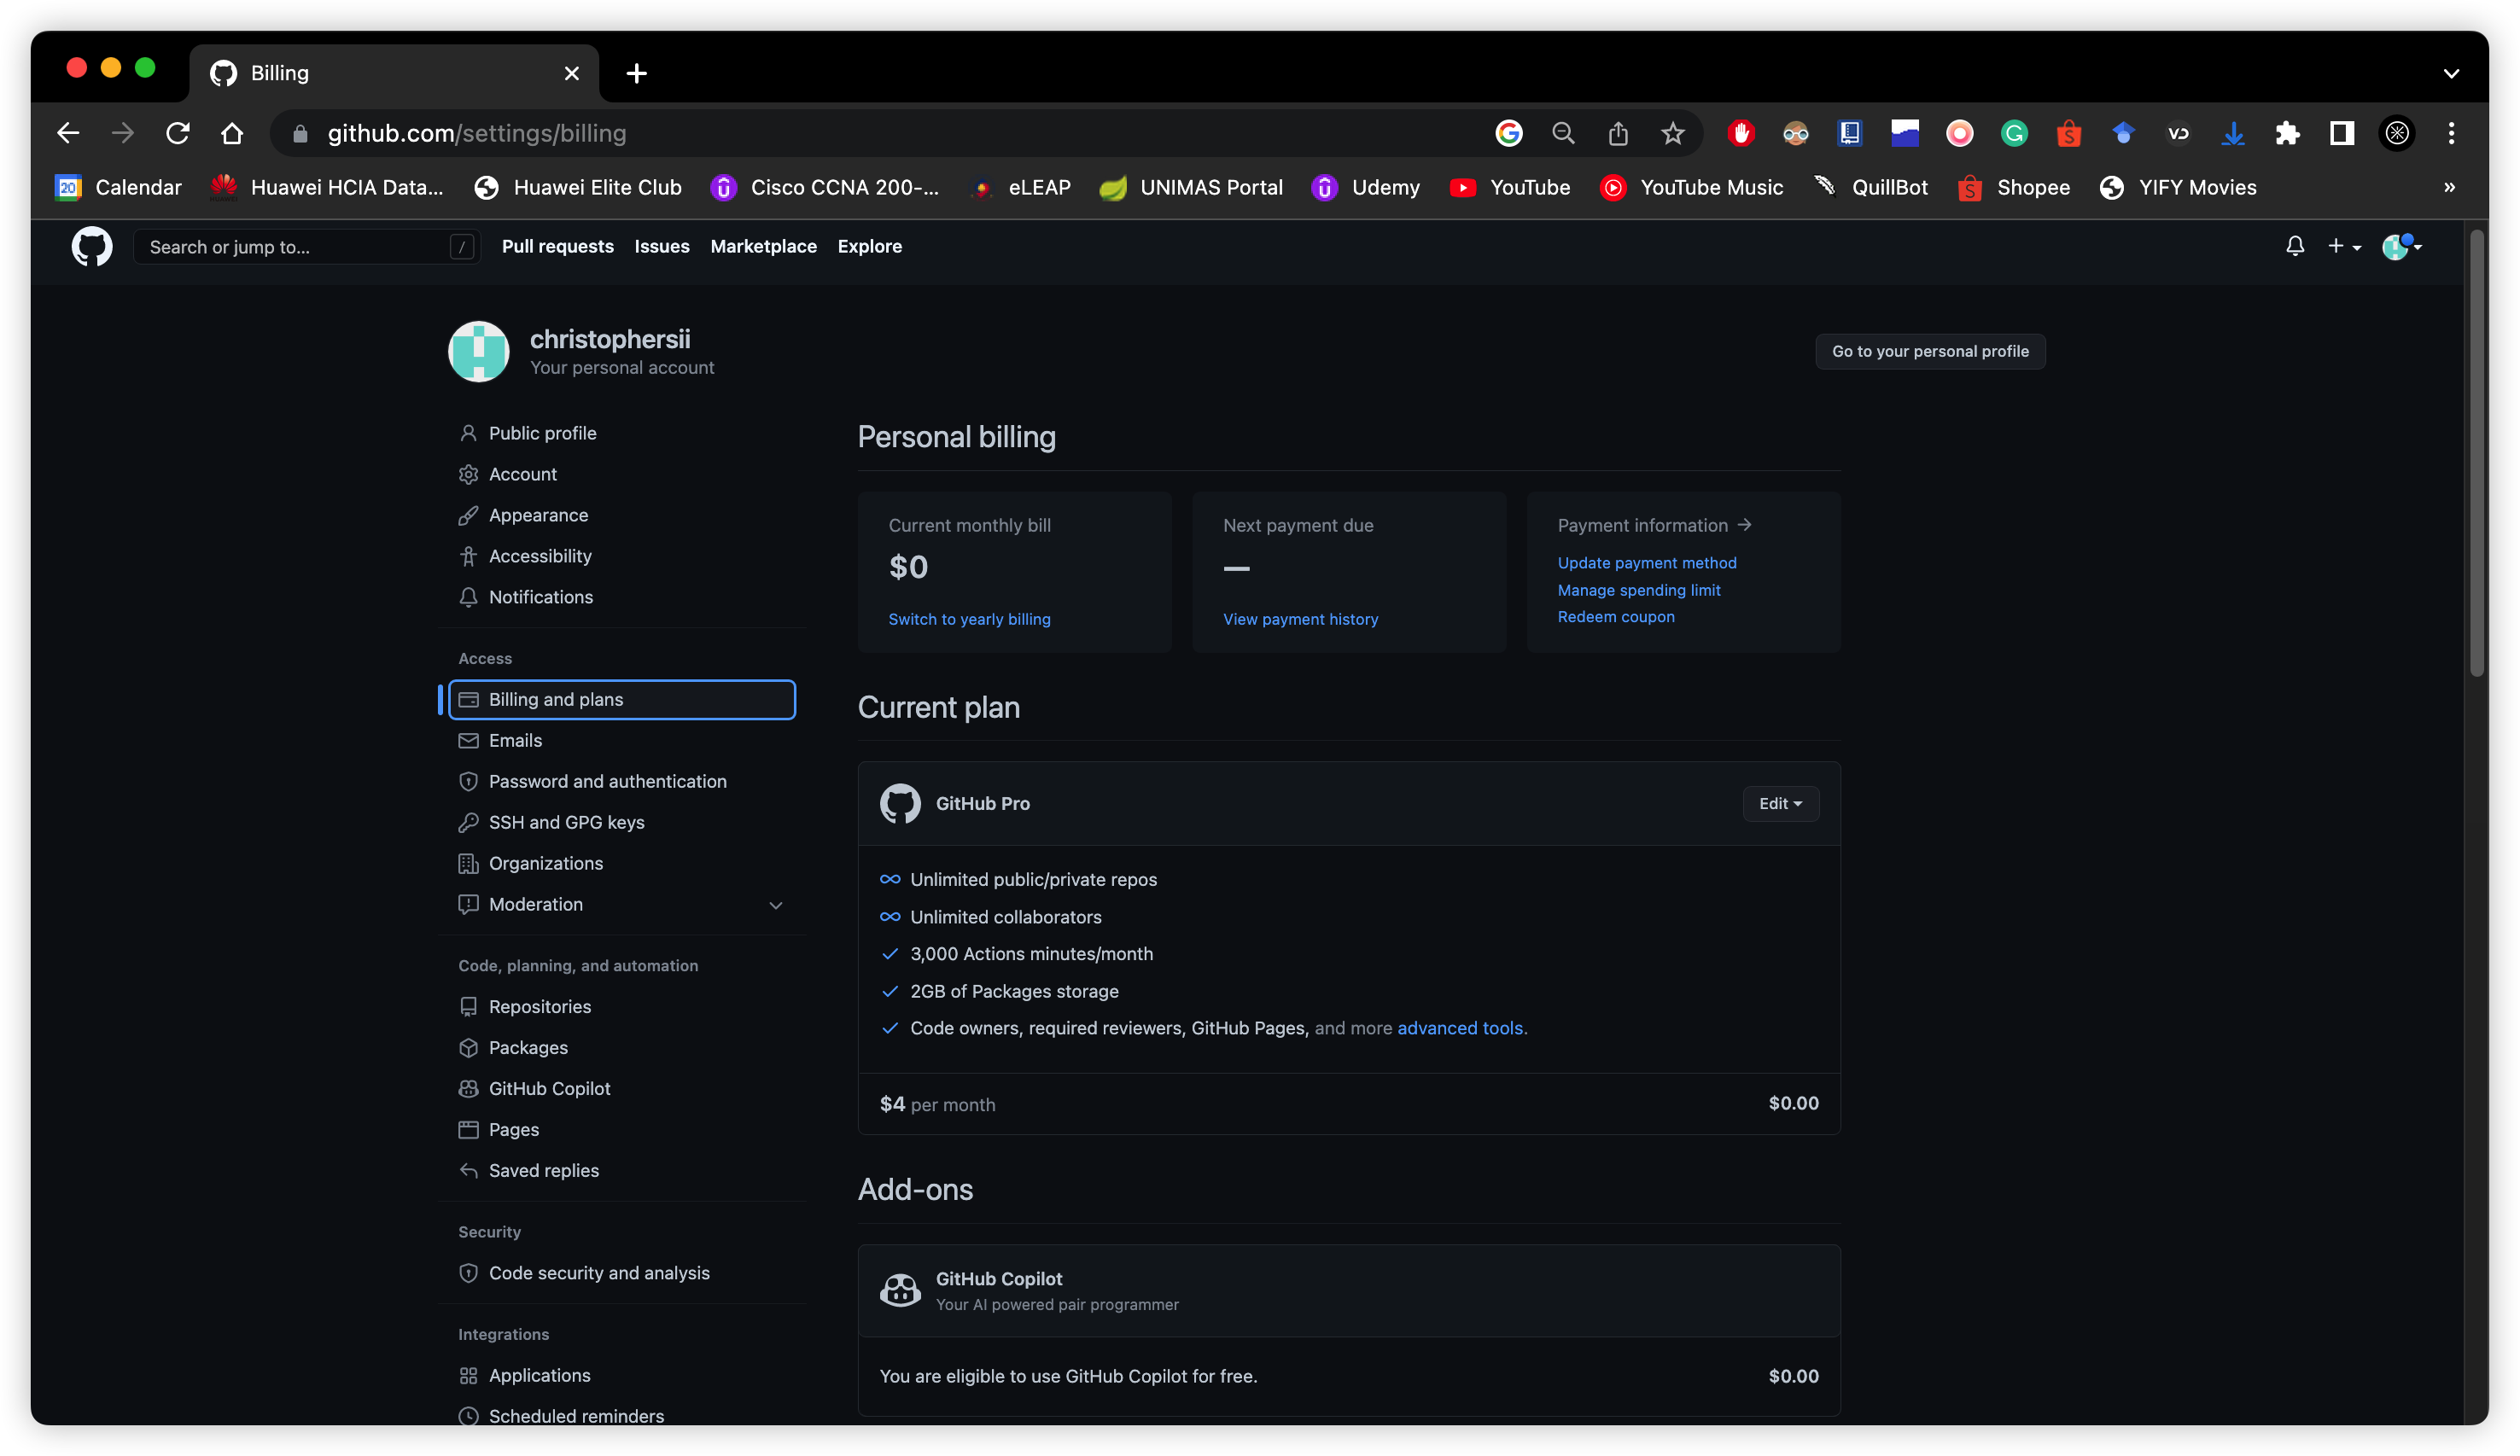 Billing
github.com/settings/billing
20 Calendar Huawei HCIA Data... Huawei Elite Club Cisco CCNA 200-... eLEAP UNIMAS Portal Udemy YouTube YouTube Music QuillBot Shopee YIFY Movies »
Search or jump to... / Pull requests Issues Marketplace Explore
christophersii
Your personal account
Go to your personal profile
Public profile
Account
Appearance
Accessibility
Notifications
Access
Billing and plans
Emails
Password and authentication
SSH and GPG keys
Organizations
Moderation
Code, planning, and automation
Repositories
Packages
GitHub Copilot
Pages
Saved replies
Security
Code security and analysis
Integrations
Applications
Scheduled reminders
Personal billing
Current monthly bill
$0
Switch to yearly billing
Next payment due
—
View payment history
Payment information →
Update payment method
Manage spending limit
Redeem coupon
Current plan
GitHub Pro
Edit
Unlimited public/private repos
Unlimited collaborators
3,000 Actions minutes/month
2GB of Packages storage
Code owners, required reviewers, GitHub Pages, and more advanced tools.
$4 per month $0.00
Add-ons
GitHub Copilot
Your AI powered pair programmer
You are eligible to use GitHub Copilot for free. $0.00